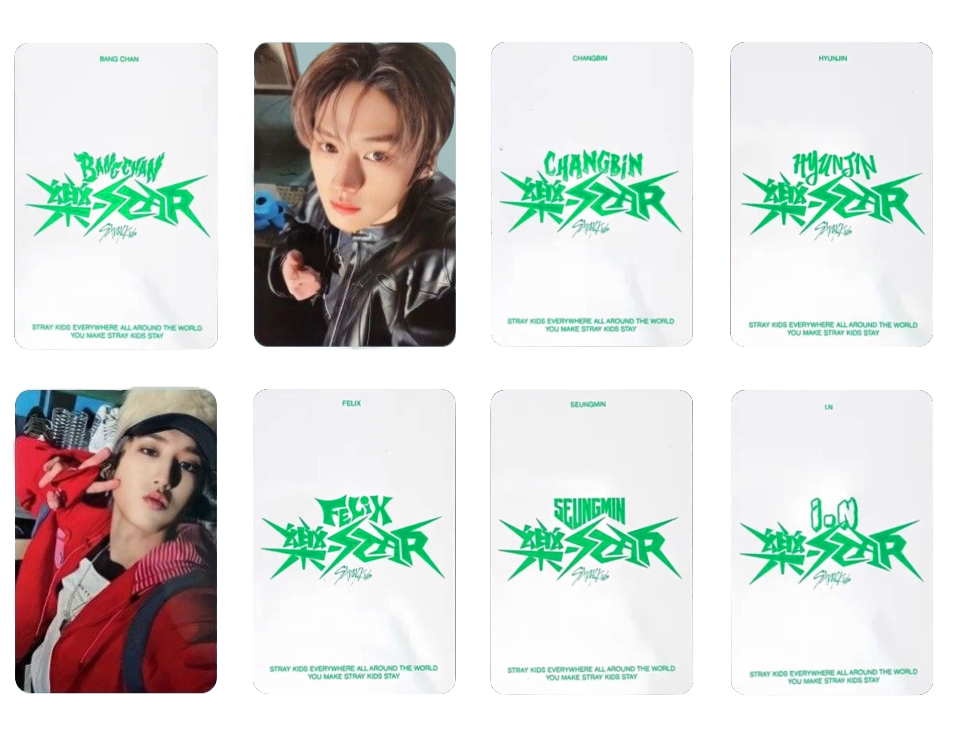 BANG CHAN
BANG CHAN
樂-STAR
Stray Kids
STRAY KIDS EVERYWHERE ALL AROUND THE WORLD
YOU MAKE STRAY KIDS STAY
CHANGBIN
CHANGBIN
樂-STAR
Stray Kids
STRAY KIDS EVERYWHERE ALL AROUND THE WORLD
YOU MAKE STRAY KIDS STAY
HYUNJIN
HYUNJIN
樂-STAR
Stray Kids
STRAY KIDS EVERYWHERE ALL AROUND THE WORLD
YOU MAKE STRAY KIDS STAY
FELIX
FELIX
樂-STAR
Stray Kids
STRAY KIDS EVERYWHERE ALL AROUND THE WORLD
YOU MAKE STRAY KIDS STAY
SEUNGMIN
SEUNGMIN
樂-STAR
Stray Kids
STRAY KIDS EVERYWHERE ALL AROUND THE WORLD
YOU MAKE STRAY KIDS STAY
I.N
I.N
樂-STAR
Stray Kids
STRAY KIDS EVERYWHERE ALL AROUND THE WORLD
YOU MAKE STRAY KIDS STAY